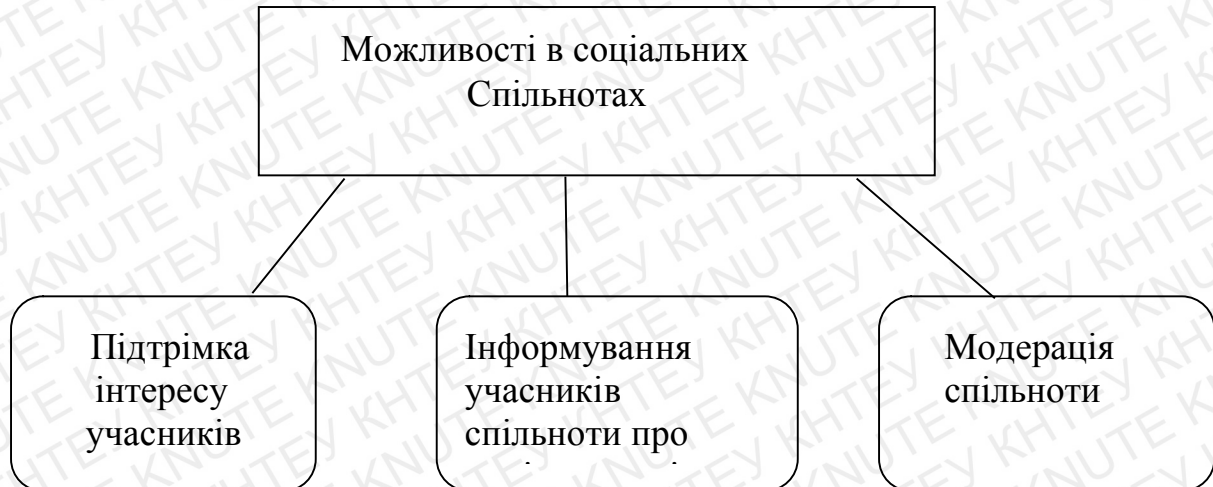 Можливості в соціальних
Спільнотах
Підтрімка
інтересу
учасників
Інформування
учасників
спільноти про
Модерація
спільноти